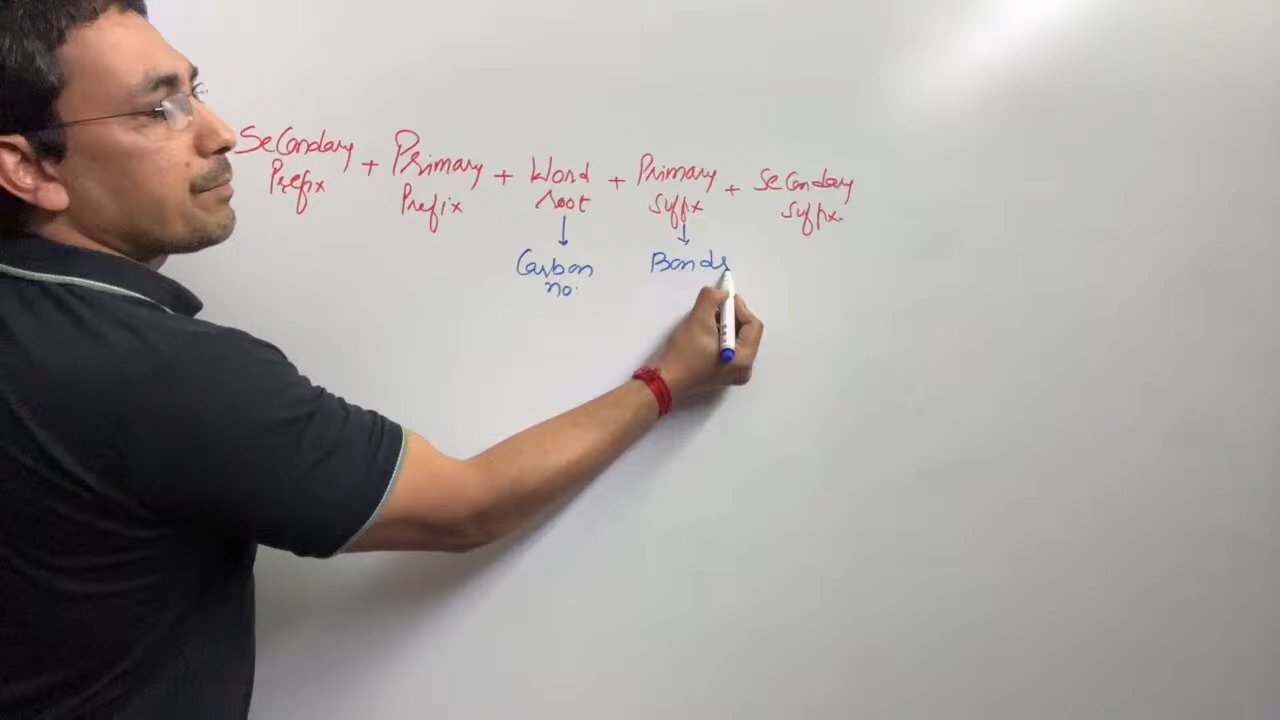 Secondary Prefix + Primary Prefix + Word root + Primary suffix + Secondary suffix.
Carbon no.
Bonds